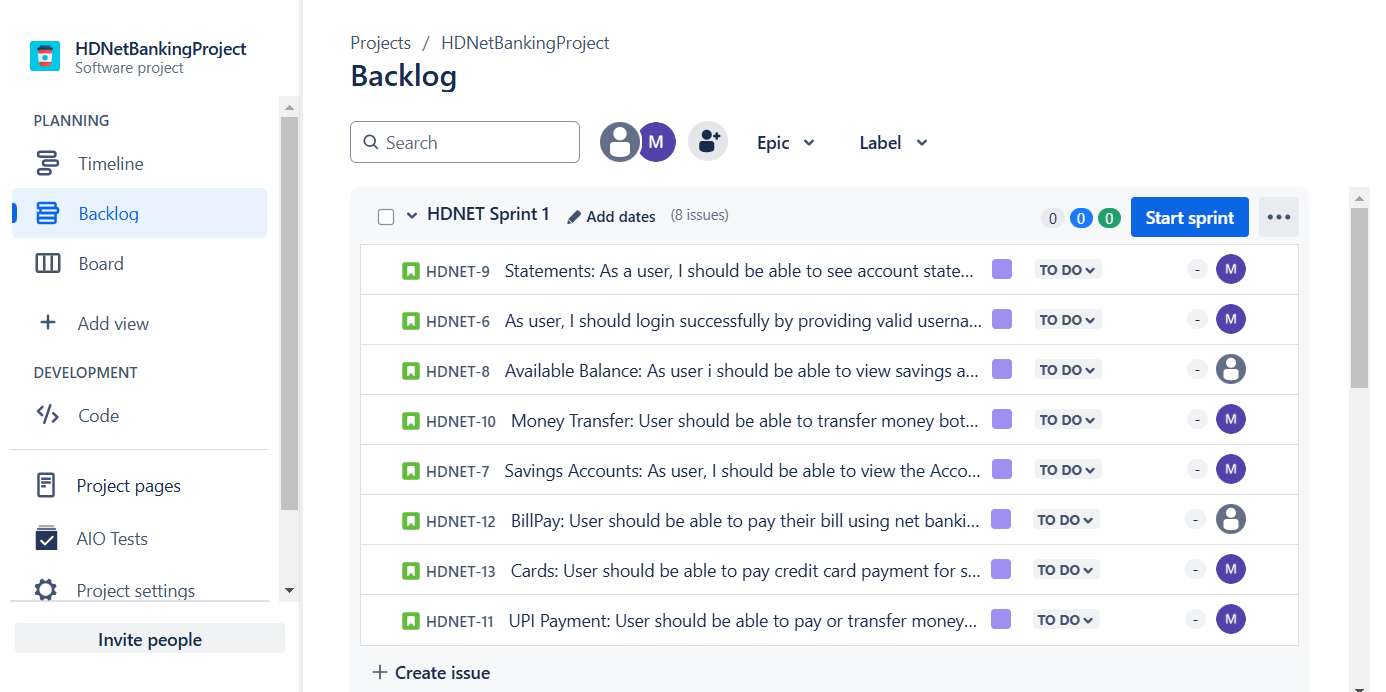 HDNetBankingProject
Software project
PLANNING
Timeline
Backlog
Board
Add view
DEVELOPMENT
Code
Project pages
AIO Tests
Project settings
Invite people
Projects / HDNetBankingProject
Backlog
Search
M
Epic
Label
HDNET Sprint 1 Add dates (8 issues) 0 0 0 Start sprint
HDNET-9 Statements: As a user, I should be able to see account state... TO DO - M
HDNET-6 As user, I should login successfully by providing valid userna... TO DO - M
HDNET-8 Available Balance: As user i should be able to view savings a... TO DO -
HDNET-10 Money Transfer: User should be able to transfer money bot... TO DO - M
HDNET-7 Savings Accounts: As user, I should be able to view the Acco... TO DO - M
HDNET-12 BillPay: User should be able to pay their bill using net banki... TO DO -
HDNET-13 Cards: User should be able to pay credit card payment for s... TO DO - M
HDNET-11 UPI Payment: User should be able to pay or transfer money... TO DO - M
+ Create issue